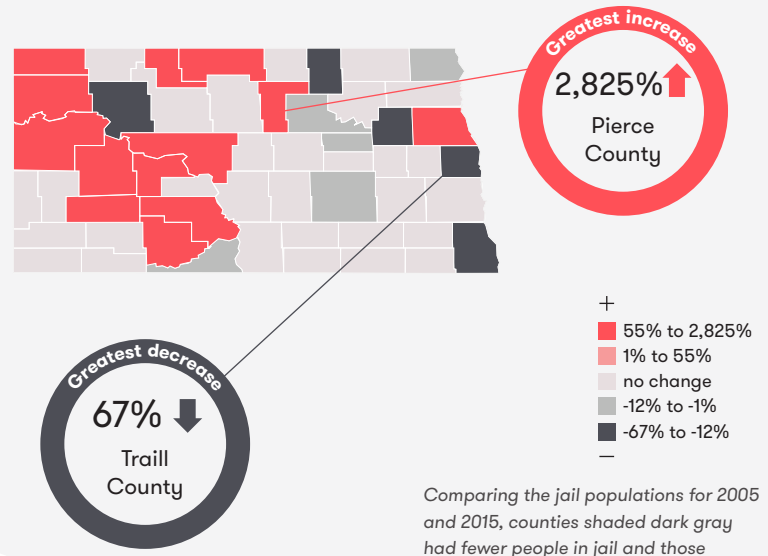 Greatest increase
2,825%
Pierce
County
Greatest decrease
67%
Traill
County
+
55% to 2,825%
1% to 55%
no change
-12% to -1%
-67% to -12%
—
Comparing the jail populations for 2005
and 2015, counties shaded dark gray
had fewer people in jail and those